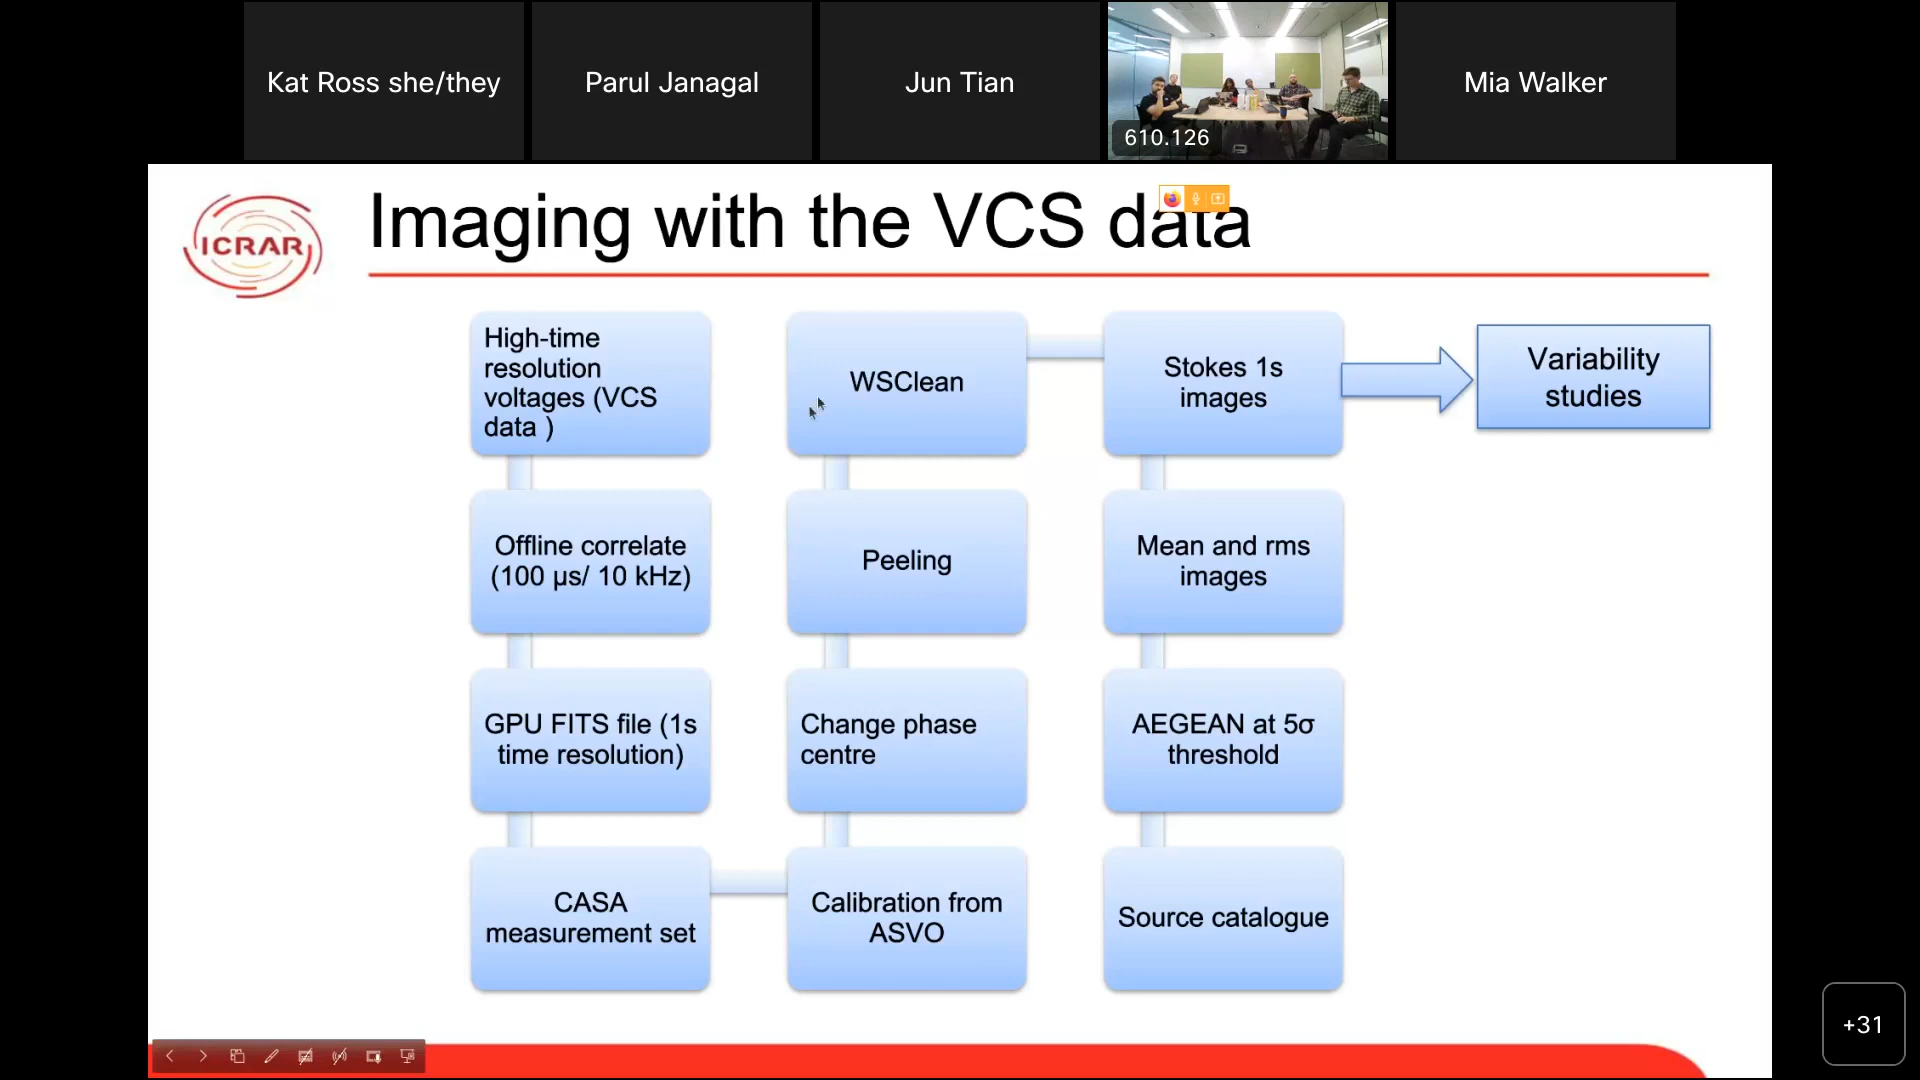 Kat Ross she/they
Parul Janagal
Jun Tian
610.126
Mia Walker
ICRAR
Imaging with the VCS data
High-time
resolution
voltages (VCS
data )
Offline correlate
(100 μs/ 10 kHz)
GPU FITS file (1s
time resolution)
CASA
measurement set
WSClean
Peeling
Change phase
centre
Calibration from
ASVO
Stokes 1s
images
Mean and rms
images
AEGEAN at 5σ
threshold
Source catalogue
Variability
studies
+31